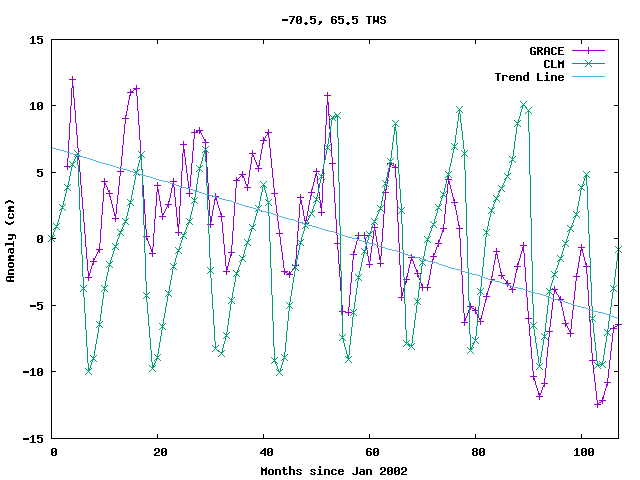 -70.5, 65.5 TWS
GRACE
CLM
Trend Line
15
10
5
0
-5
-10
-15
Anomaly (cm)
0 20 40 60 80 100
Months since Jan 2002